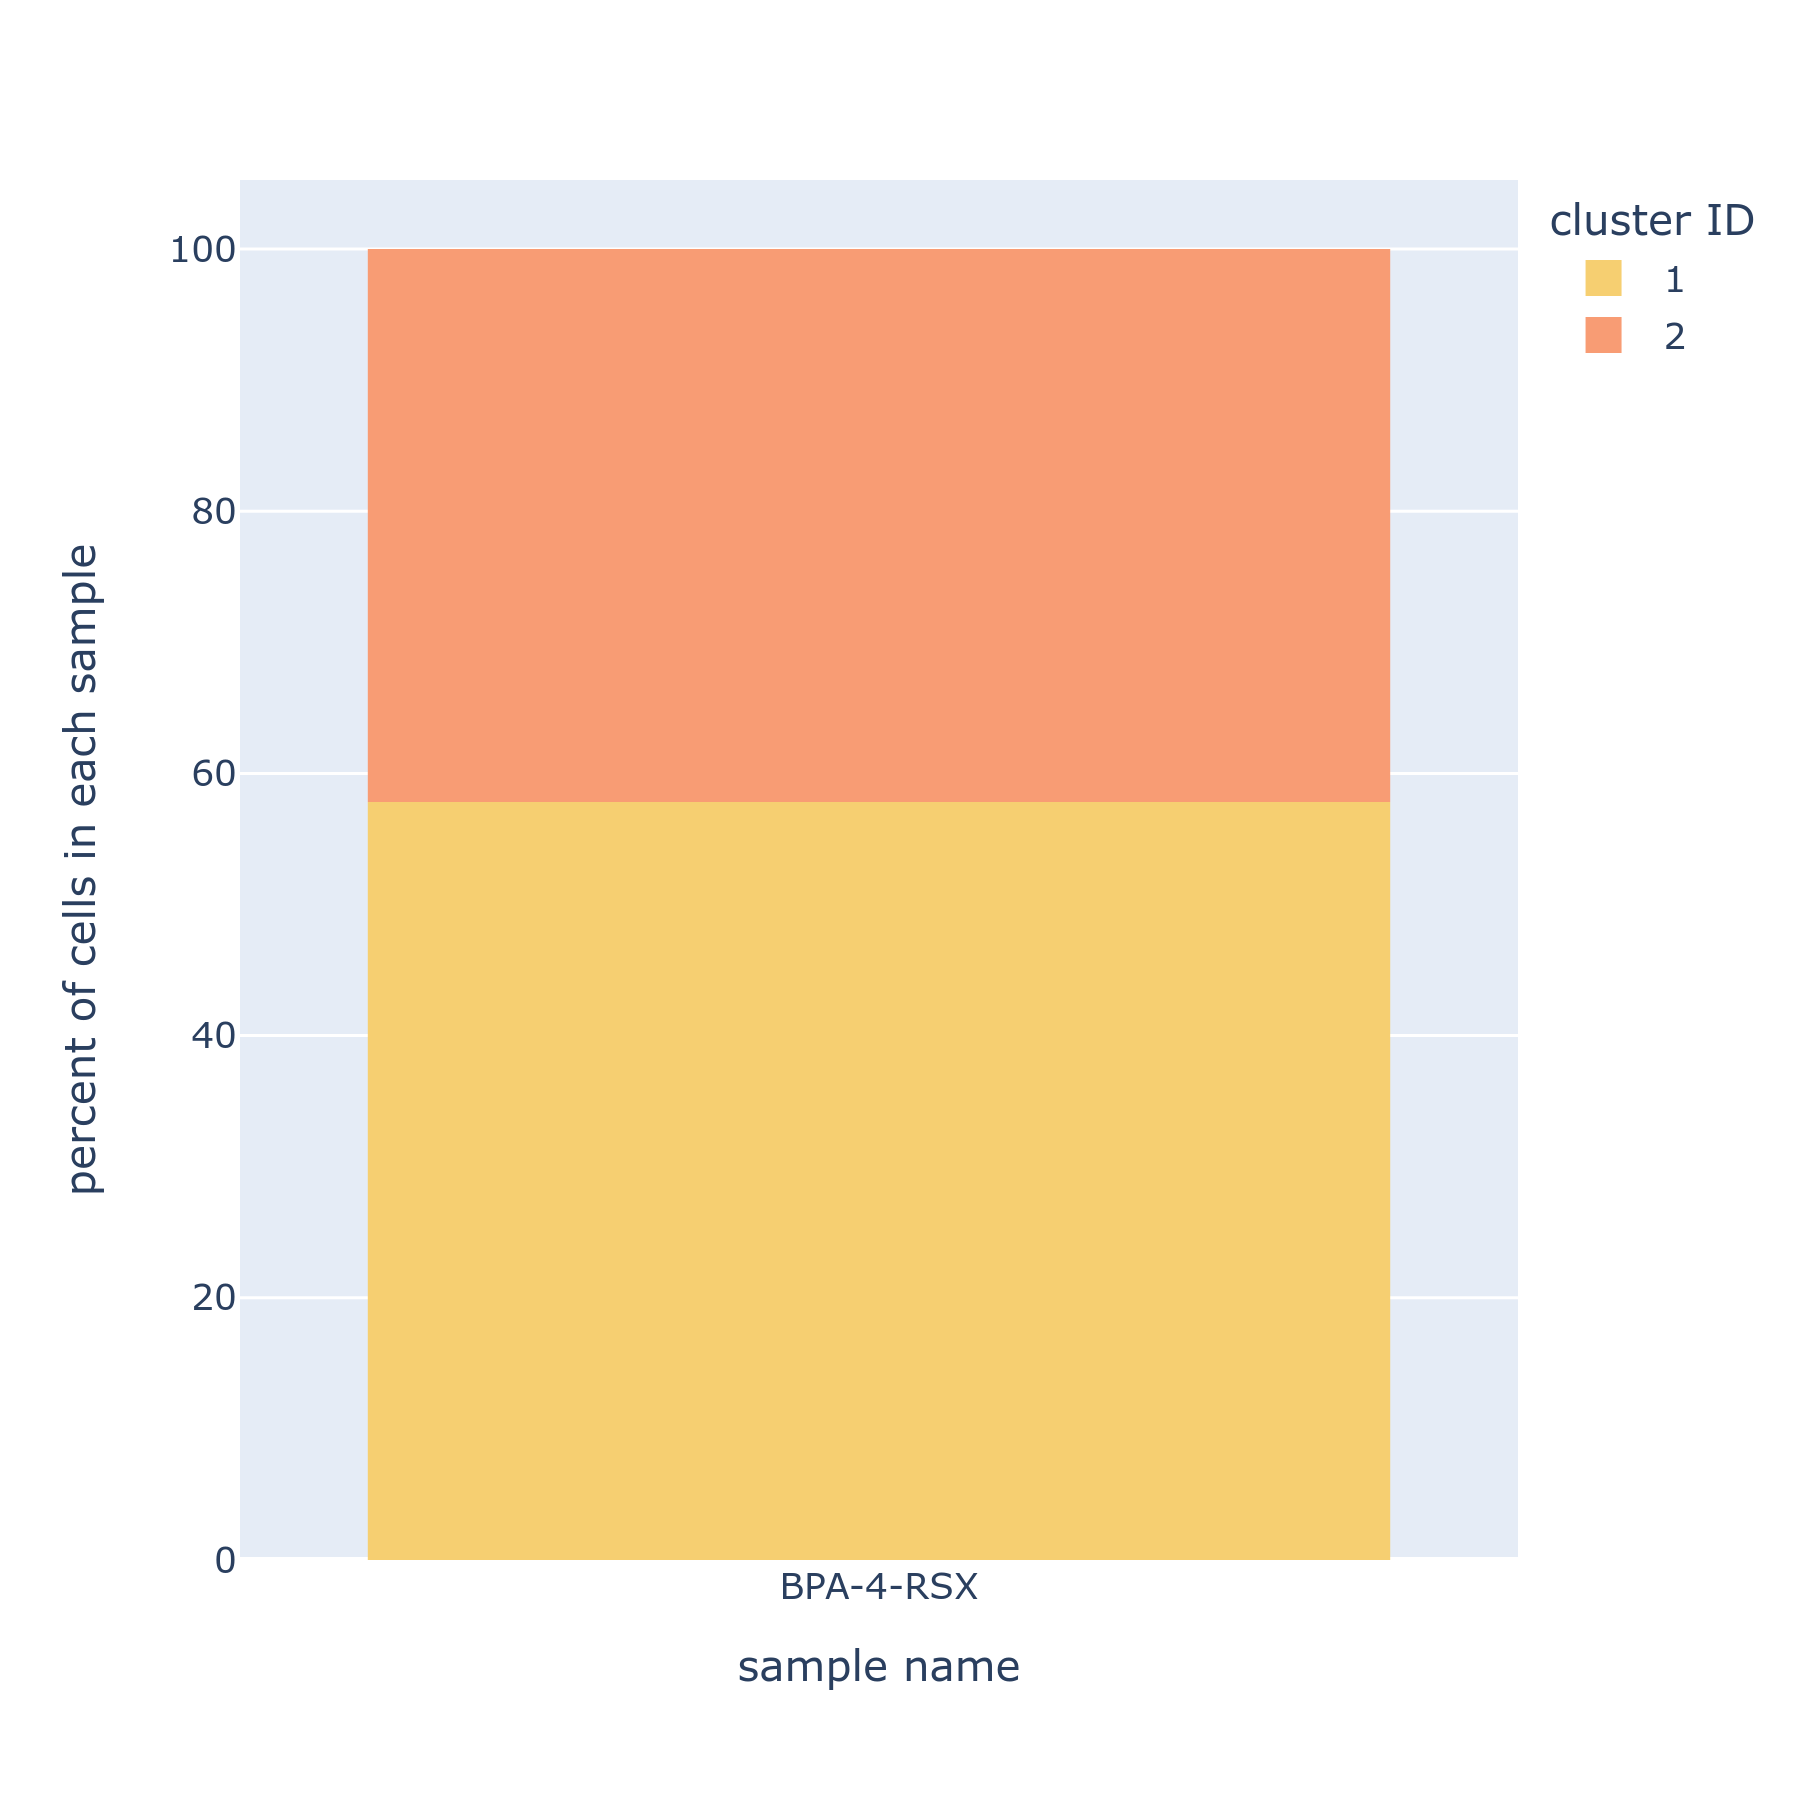 cluster ID
1
2
100
80
60
40
20
0
percent of cells in each sample
BPA-4-RSX
sample name